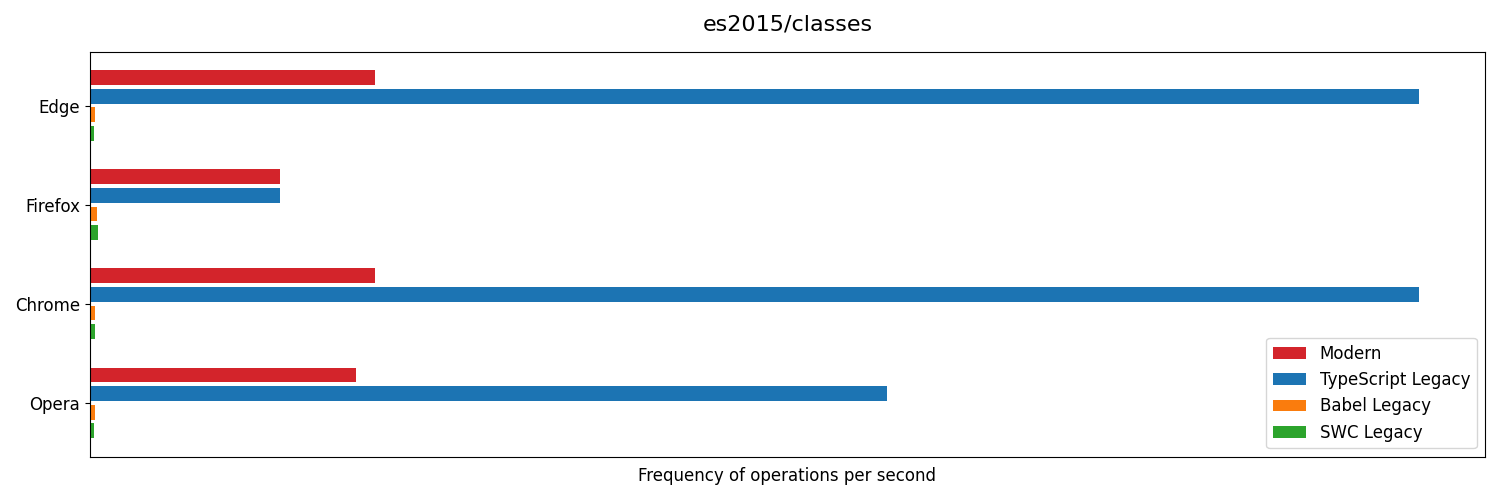 es2015/classes
Edge
Firefox
Chrome
Opera
Modern
TypeScript Legacy
Babel Legacy
SWC Legacy
Frequency of operations per second